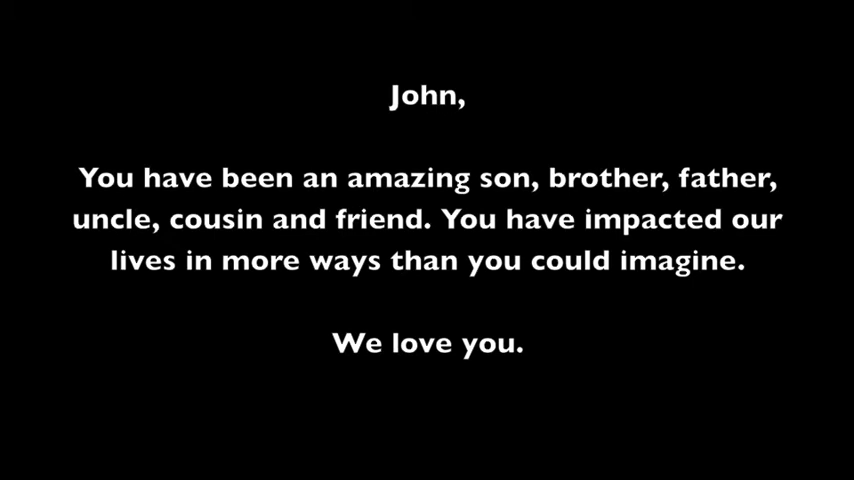 John,
You have been an amazing son, brother, father,
uncle, cousin and friend. You have impacted our
lives in more ways than you could imagine.
We love you.